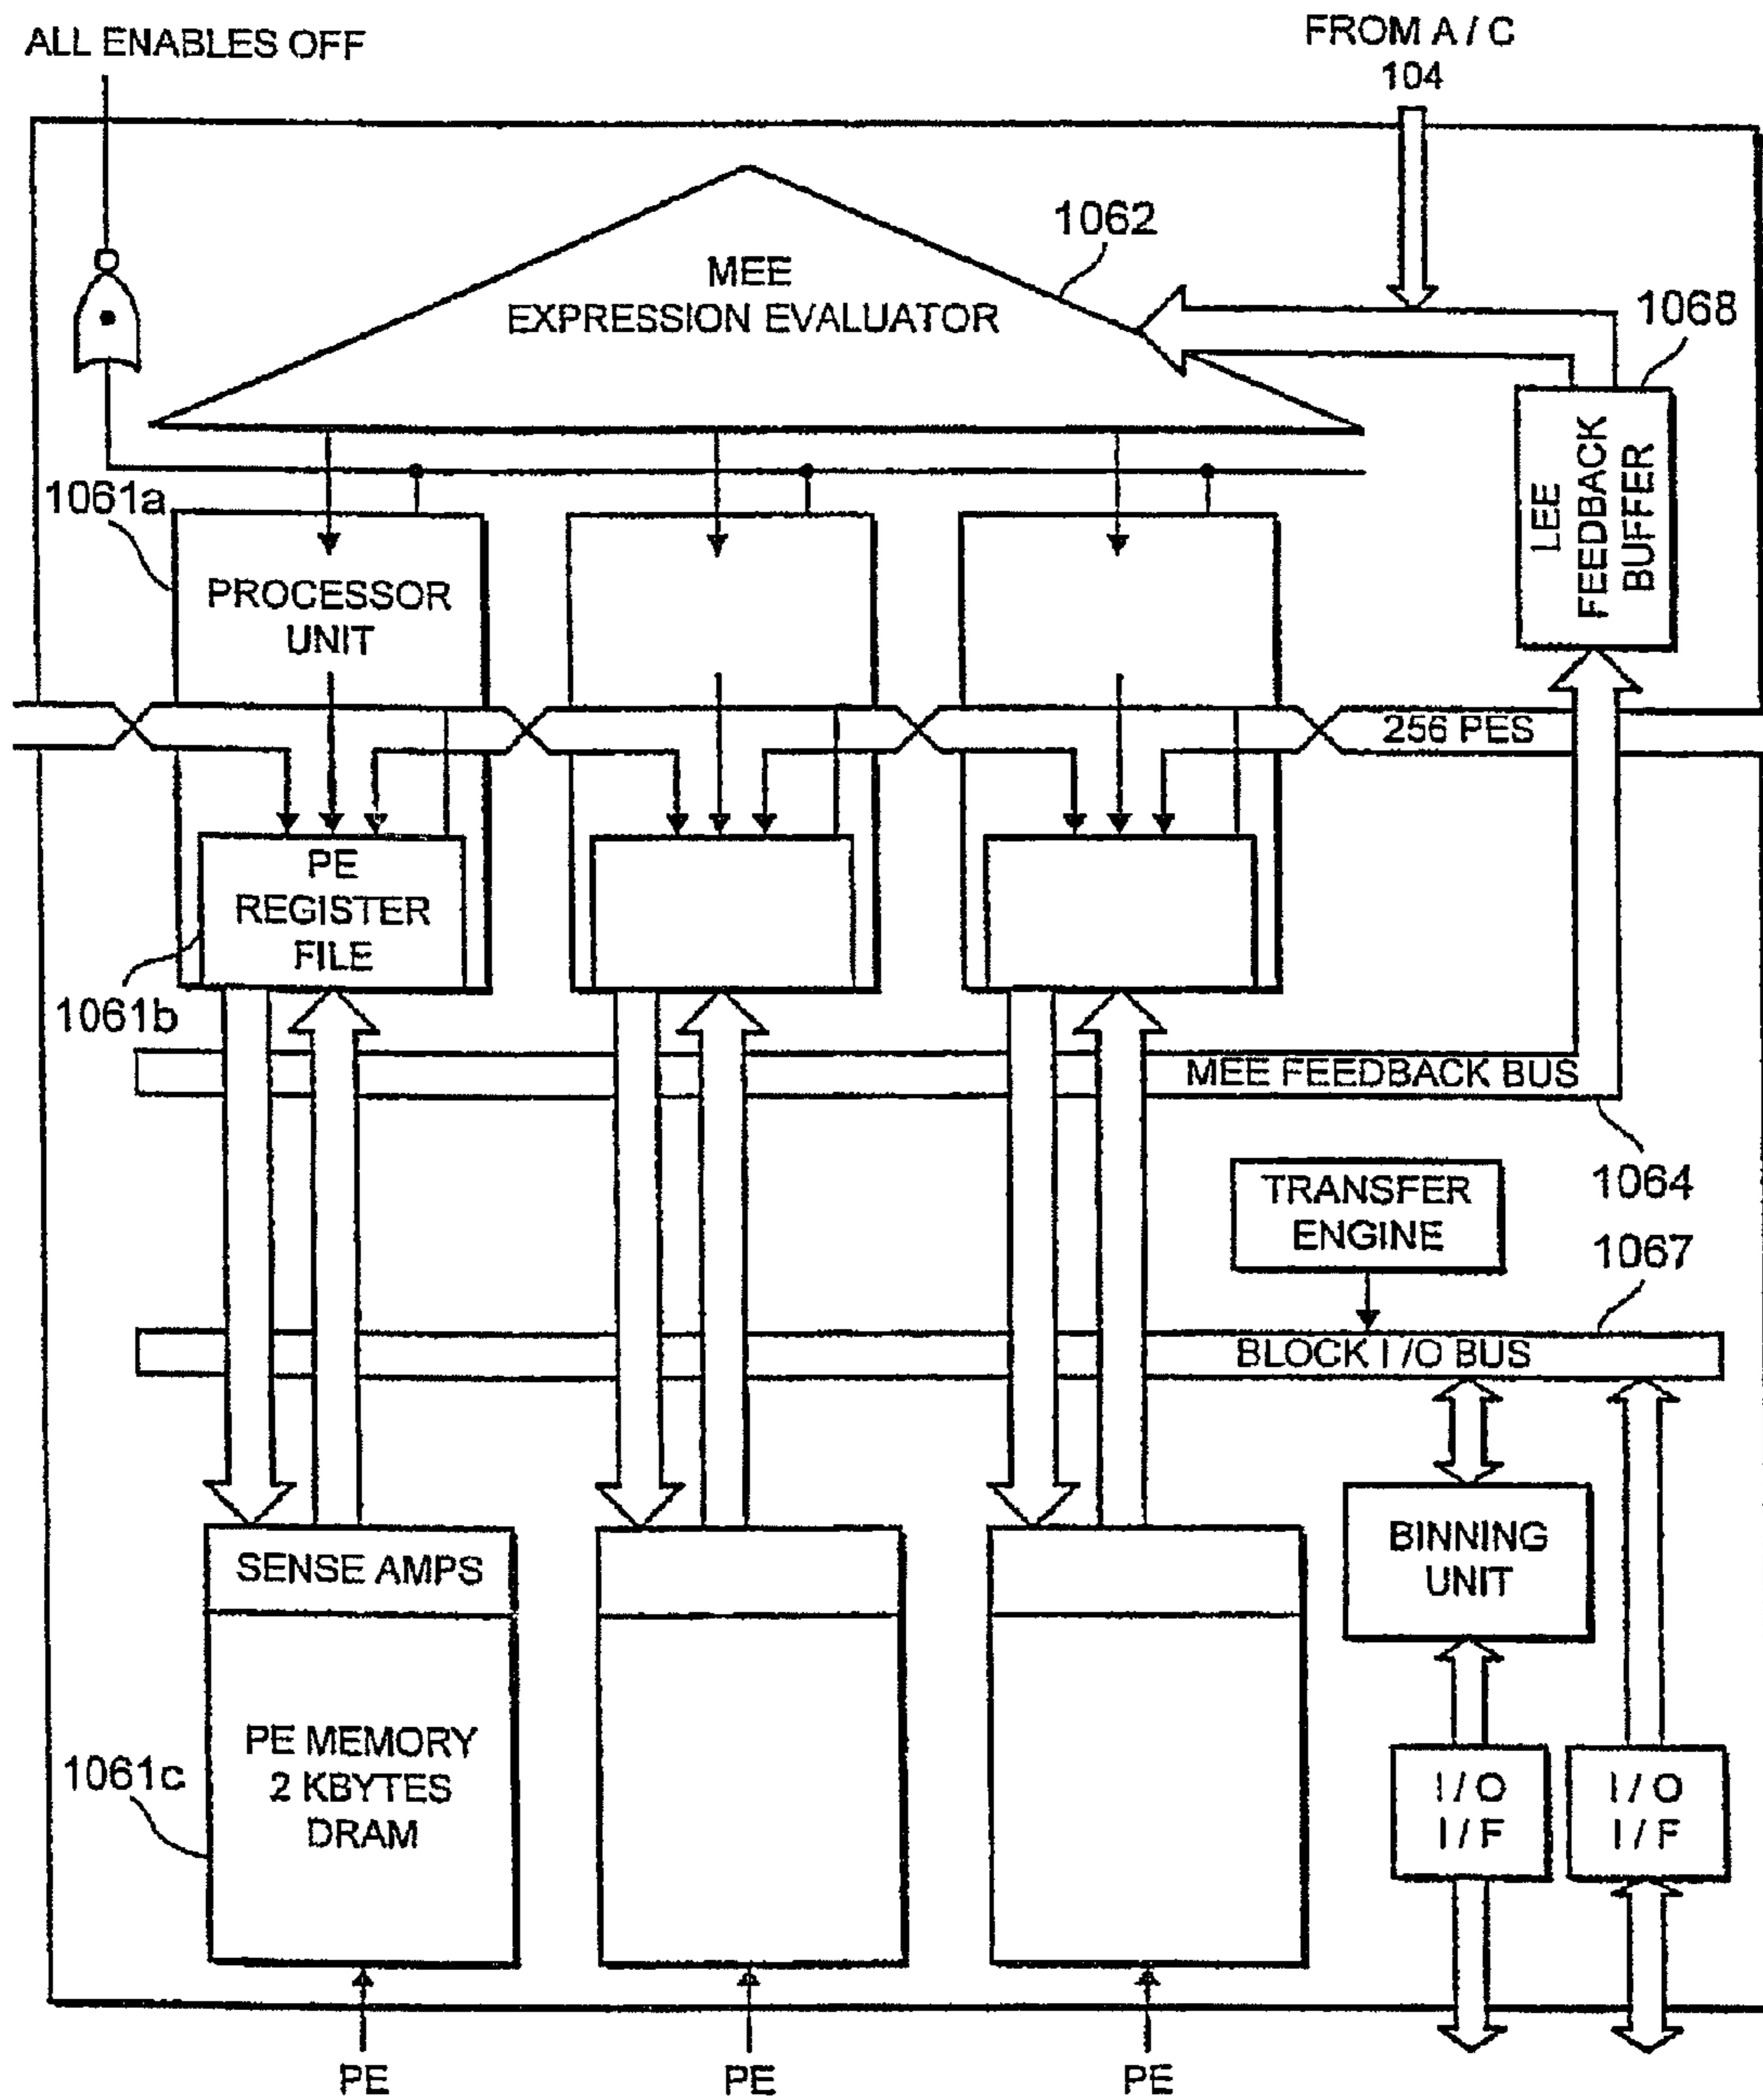 ALL ENABLES OFF
FROM A / C
104
1062
MEE
EXPRESSION EVALUATOR
1068
LEE
FEEDBACK
BUFFER
1061a
PROCESSOR
UNIT
256 PES
PE
REGISTER
FILE
1061b
MEE FEEDBACK BUS
1064
TRANSFER
ENGINE
1067
BLOCK I / O BUS
SENSE AMPS
BINNING
UNIT
PE MEMORY
2 KBYTES
DRAM
1061c
I / O
I / F
I / O
I / F
PE
PE
PE